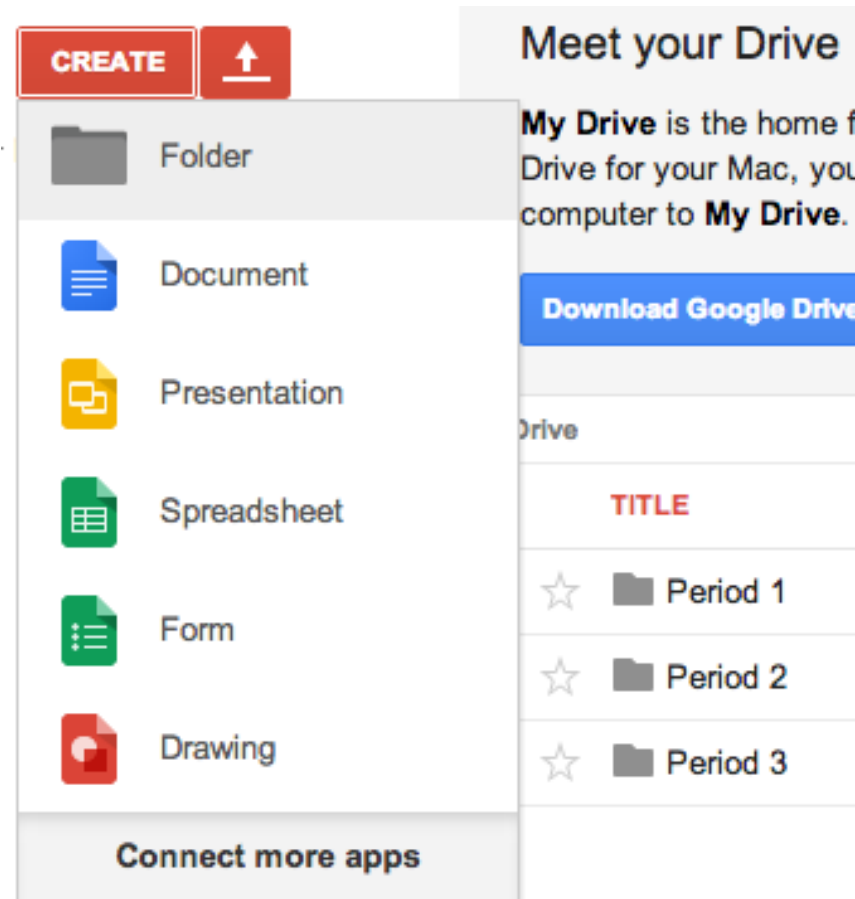 CREATE
Folder
Document
Presentation
Spreadsheet
Form
Drawing
Connect more apps
Meet your Drive
My Drive is the home
Drive for your Mac, you
computer to My Drive.
Download Google Drive
Drive
TITLE
Period 1
Period 2
Period 3